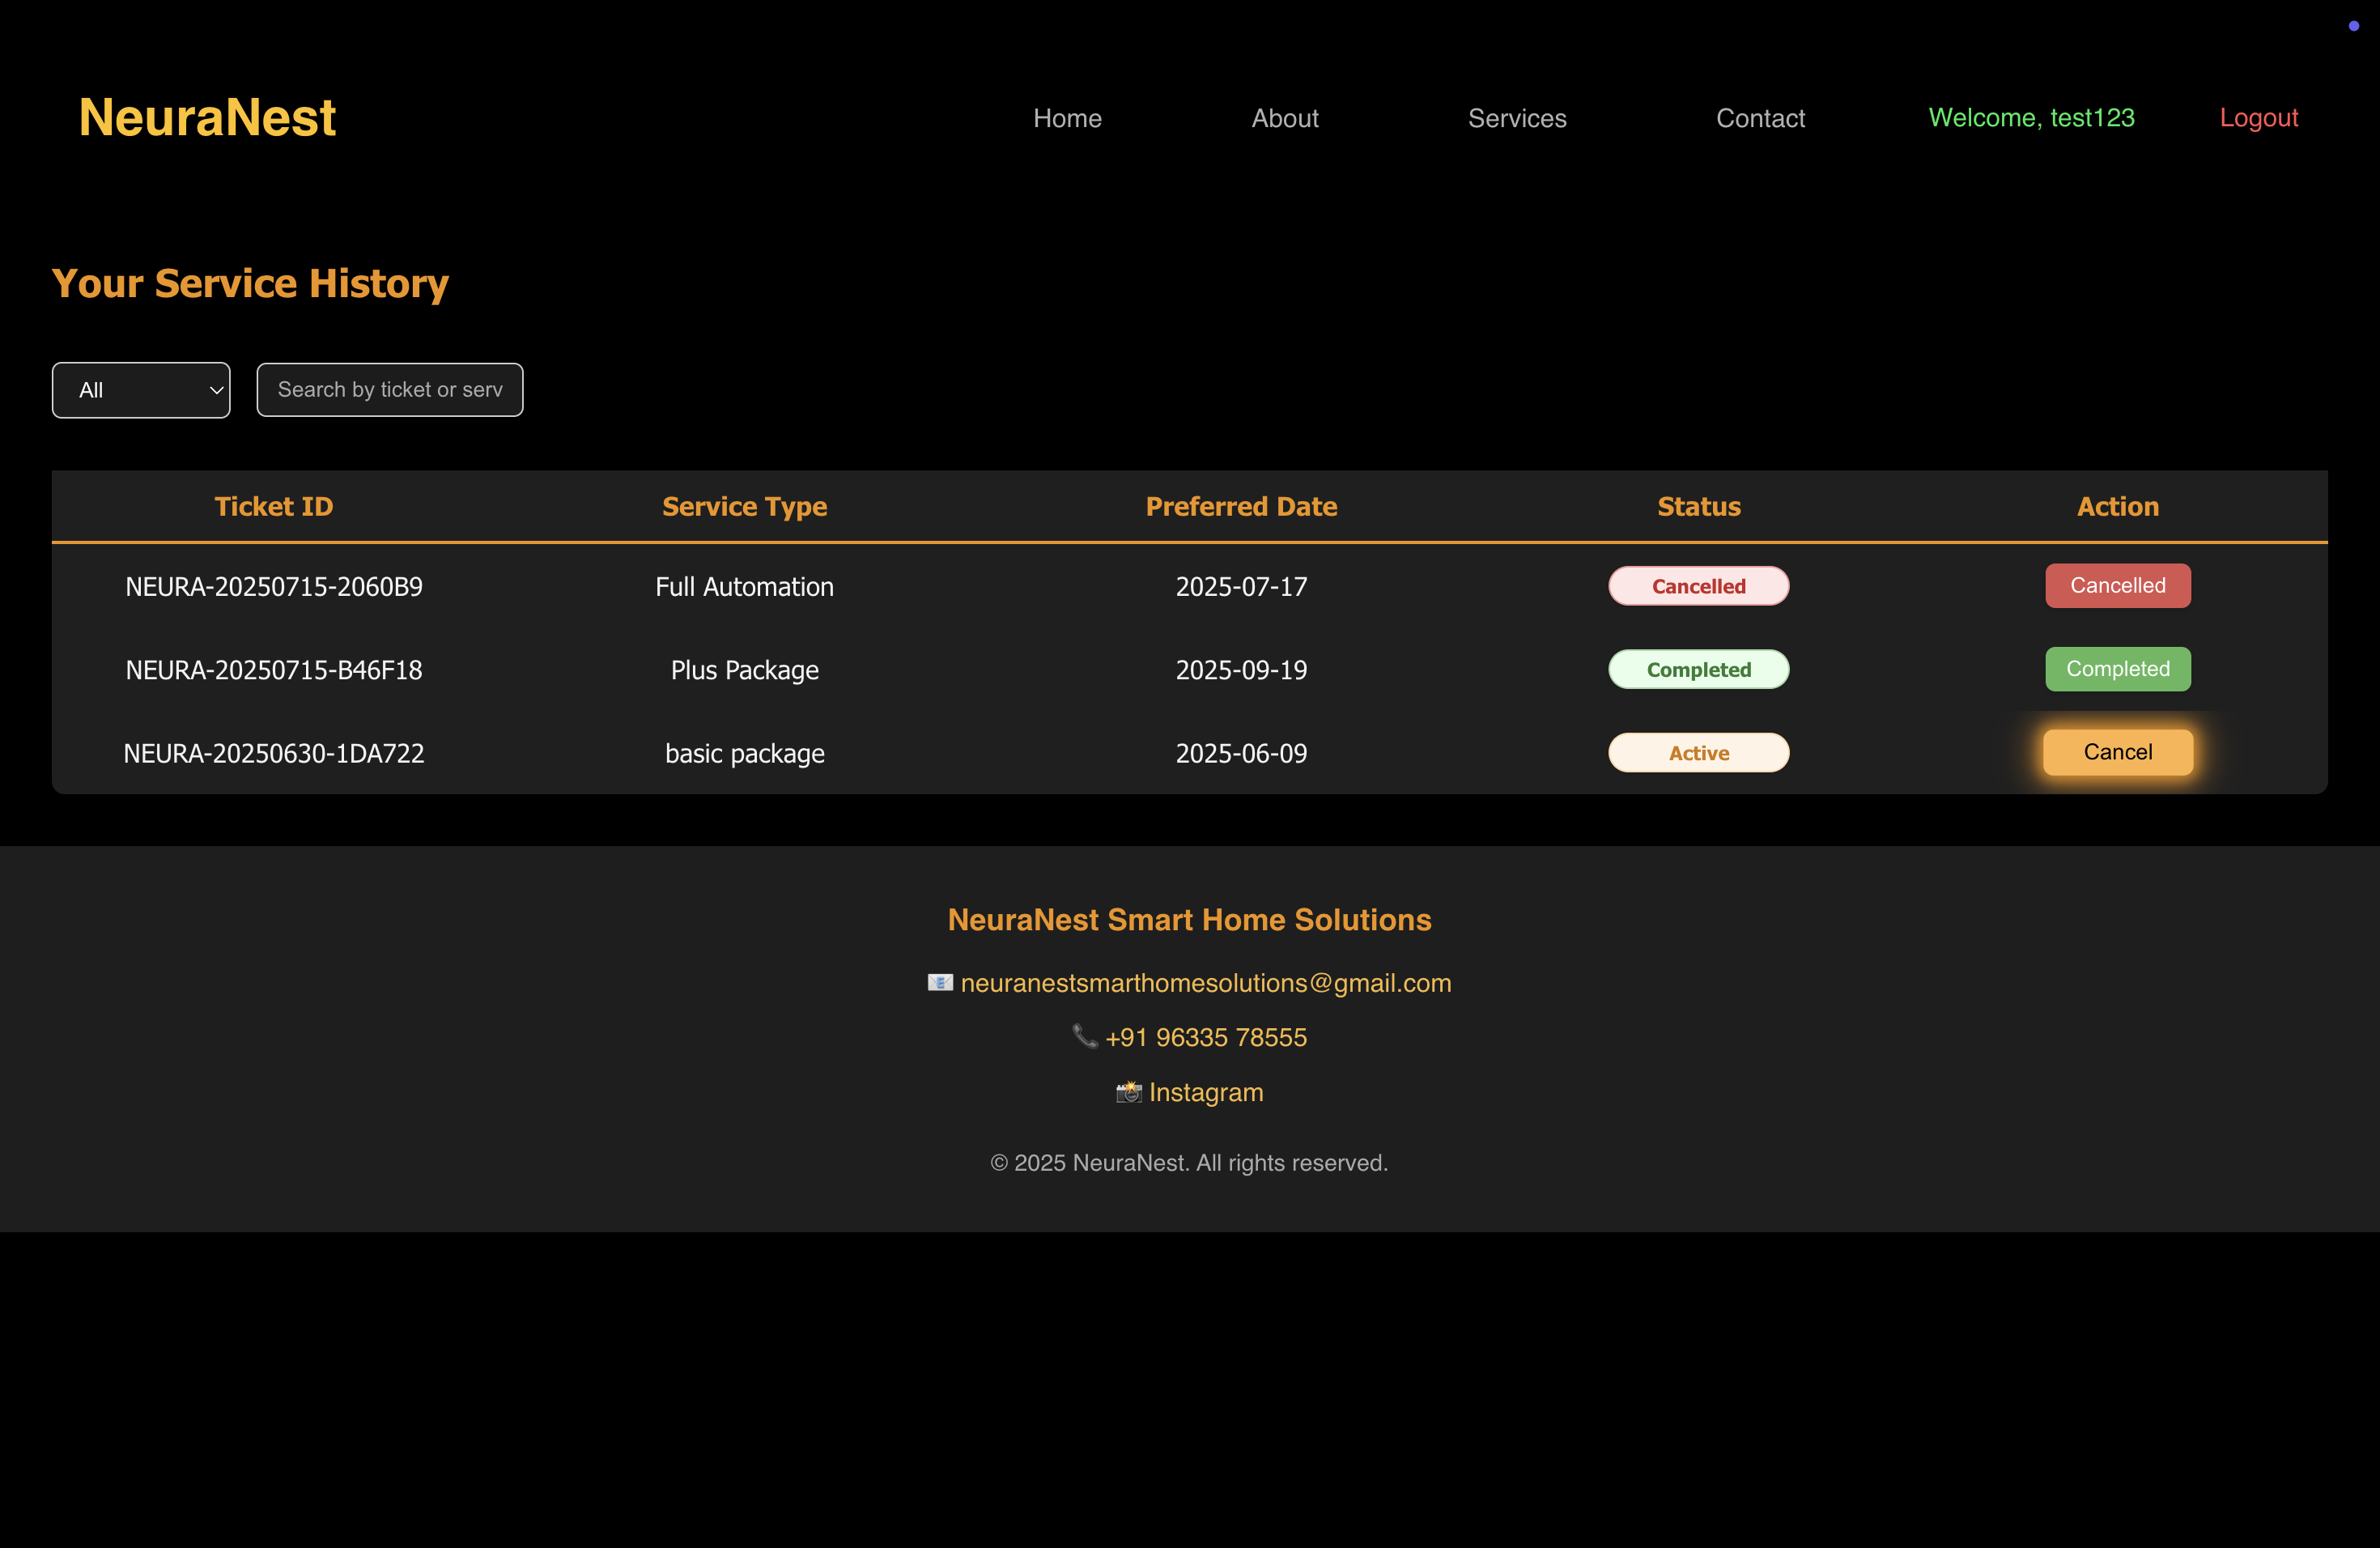 NeuraNest Home About Services Contact Welcome, test123 Logout
Your Service History
All Search by ticket or serv
Ticket ID Service Type Preferred Date Status Action
NEURA-20250715-2060B9 Full Automation 2025-07-17 Cancelled Cancelled
NEURA-20250715-B46F18 Plus Package 2025-09-19 Completed Completed
NEURA-20250630-1DA722 basic package 2025-06-09 Active Cancel
NeuraNest Smart Home Solutions
neuranestsmarthomesolutions@gmail.com
+91 96335 78555
Instagram
© 2025 NeuraNest. All rights reserved.